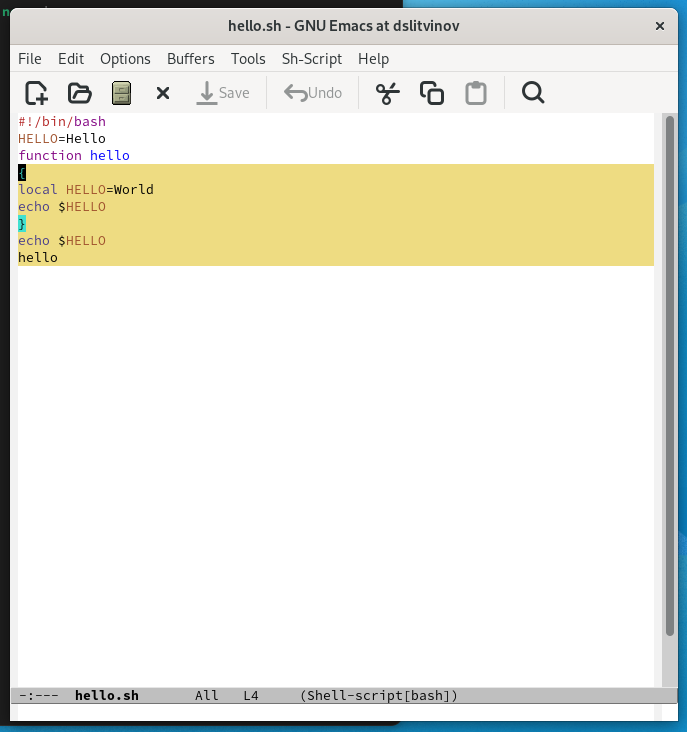 hello.sh - GNU Emacs at dslitvinov
File Edit Options Buffers Tools Sh-Script Help
Save Undo
#!/bin/bash
HELLO=Hello
function hello
{
local HELLO=World
echo $HELLO
}
echo $HELLO
hello
-:--- hello.sh All L4 (Shell-script[bash])